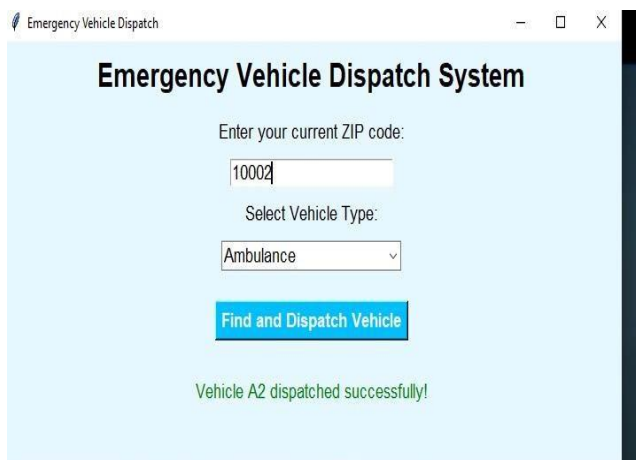 Emergency Vehicle Dispatch
Emergency Vehicle Dispatch System
Enter your current ZIP code:
10002
Select Vehicle Type:
Ambulance
Find and Dispatch Vehicle
Vehicle A2 dispatched successfully!